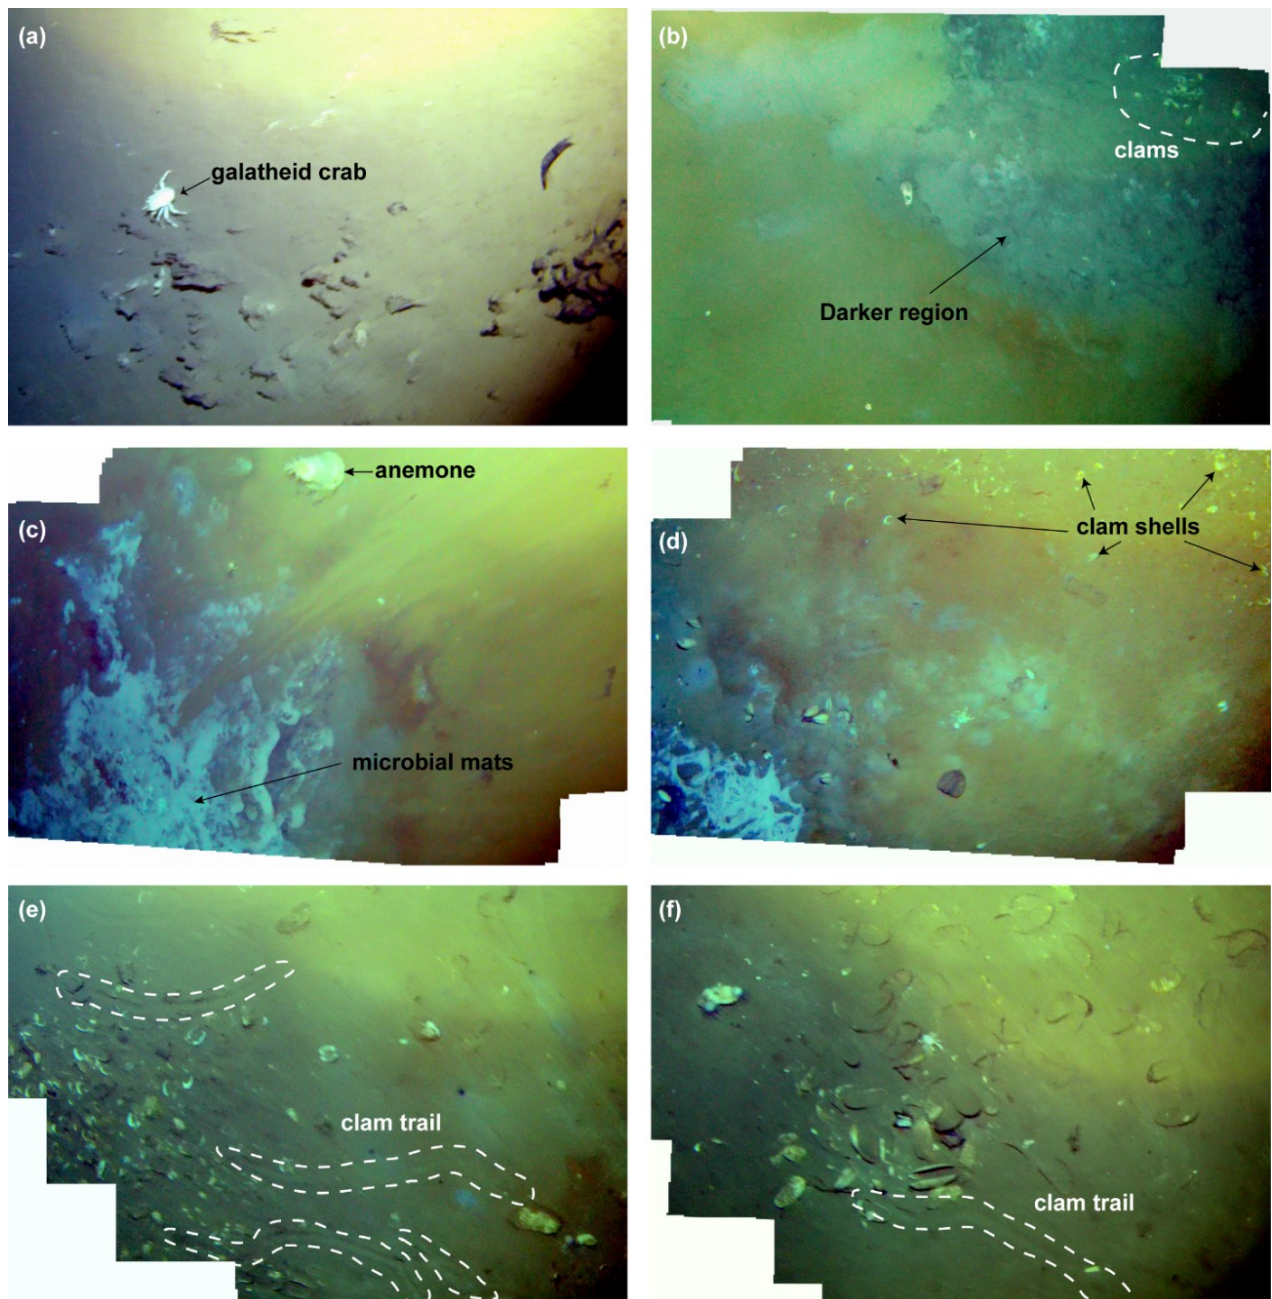 (a)
galatheid crab
(b)
clams
Darker region
(c)
anemone
microbial mats
(d)
clam shells
(e)
clam trail
(f)
clam trail